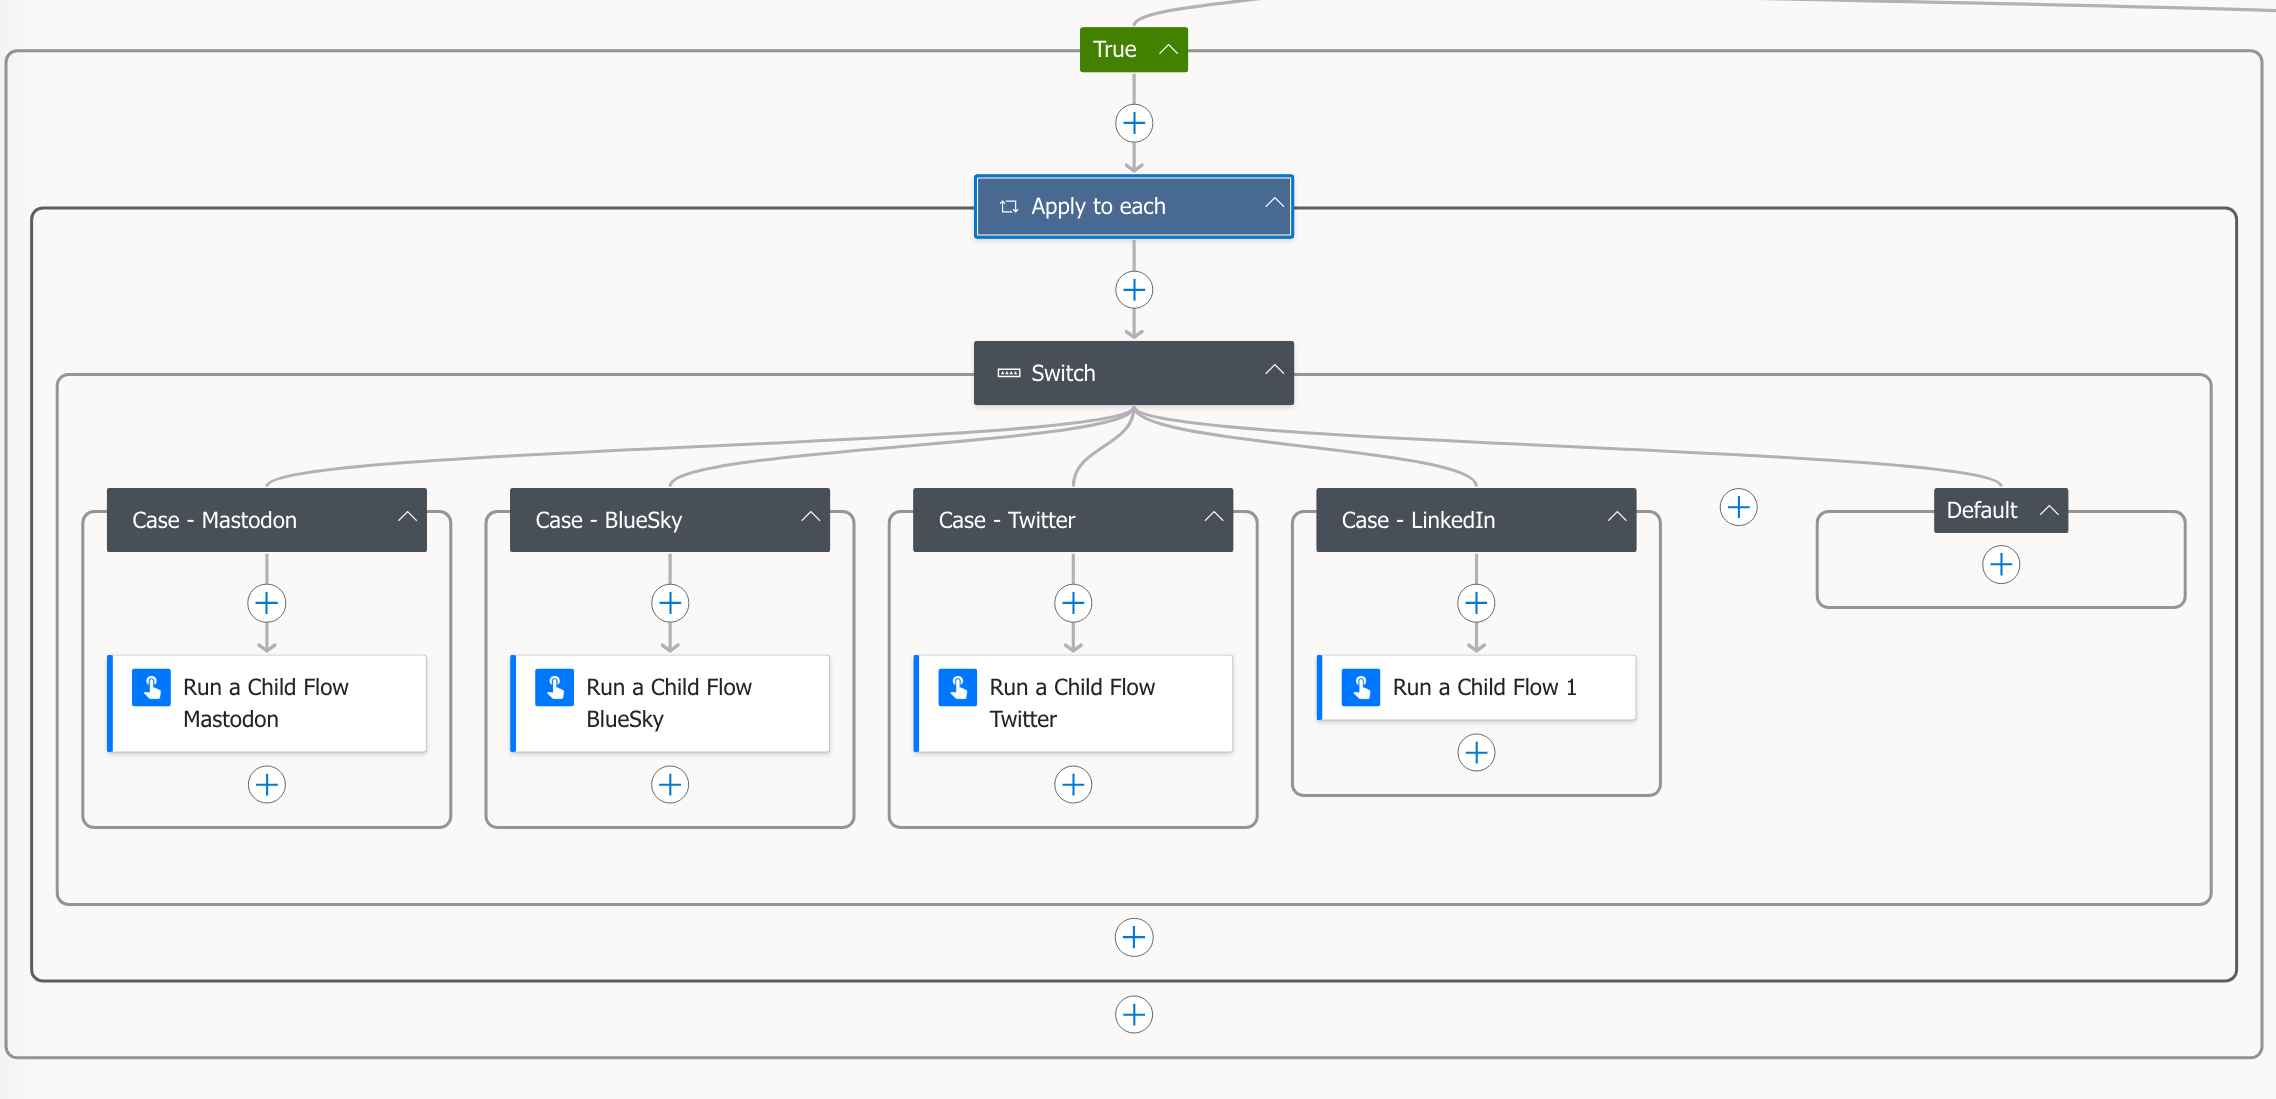 True
Apply to each
Switch
Case - Mastodon
Case - BlueSky
Case - Twitter
Case - LinkedIn
Default
Run a Child Flow
Mastodon
Run a Child Flow
BlueSky
Run a Child Flow
Twitter
Run a Child Flow 1